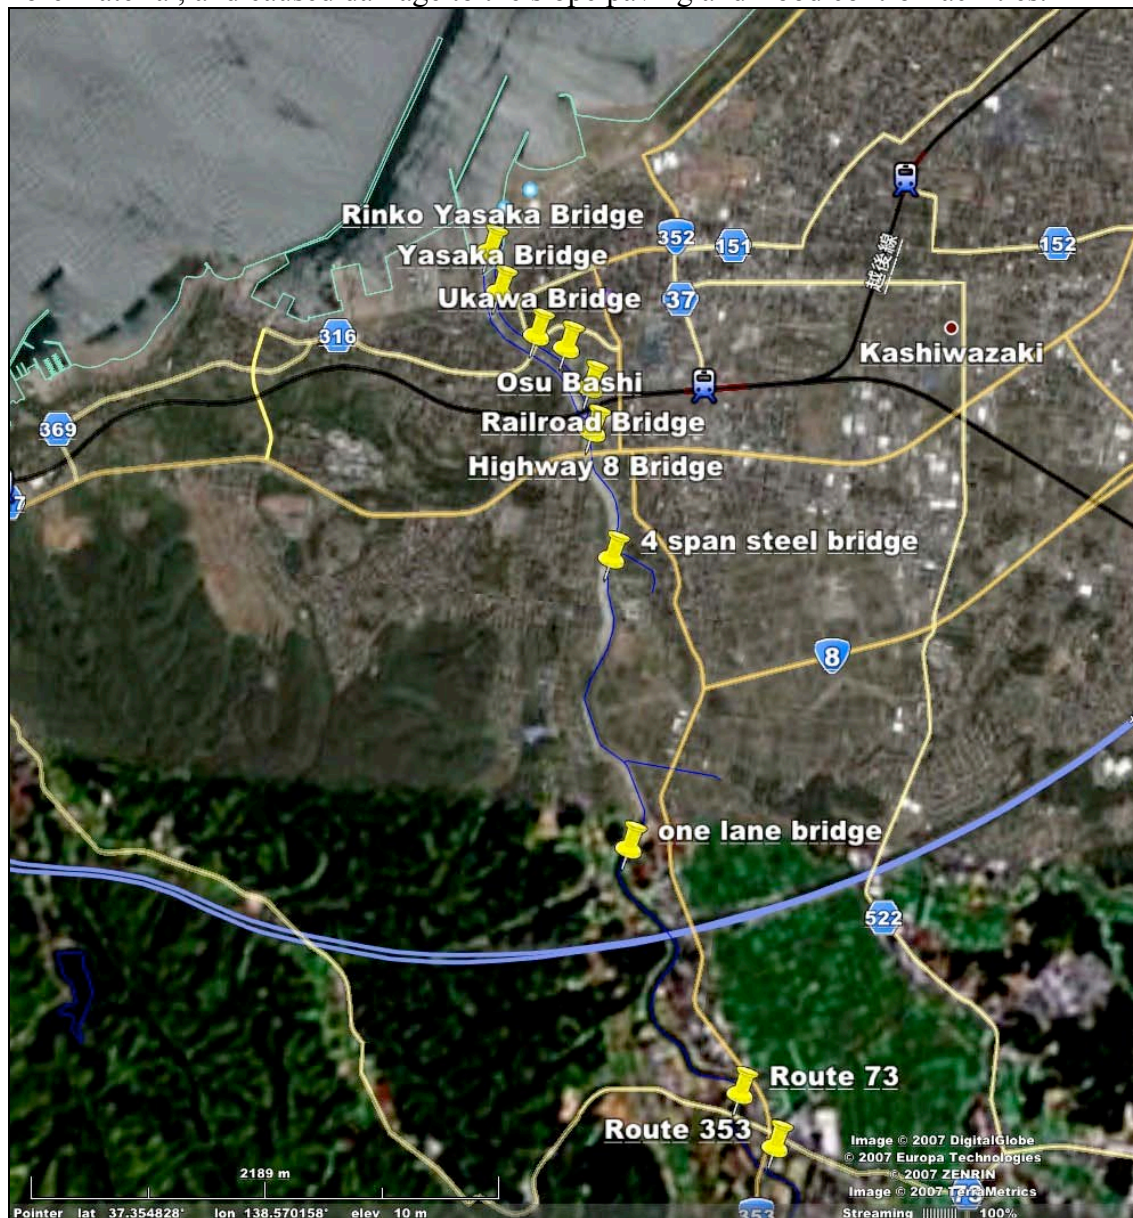 Rinko Yasaka Bridge
352
151
152
Yasaka Bridge
越後線
Ukawa Bridge
37
316
Kashiwazaki
Osu Bashi
369
Railroad Bridge
Highway 8 Bridge
7
4 span steel bridge
8
one lane bridge
522
Route 73
Route 353
Image © 2007 DigitalGlobe
© 2007 Europa Technologies
© 2007 ZENRIN
Image © 2007 TerraMetrics
2189 m
73
353
Pointer lat 37.354828° lon 138.570158° elev 10 m
Streaming |||||||||| 100%